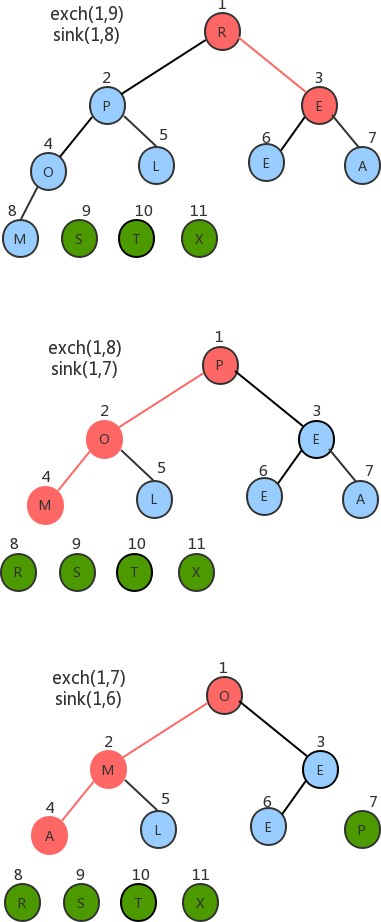 exch(1,9)
sink(1,8)
1
R
2
P
3
E
4
O
5
L
6
E
7
A
8
M
9
S
10
T
11
X
exch(1,8)
sink(1,7)
1
P
2
O
3
E
4
M
5
L
6
E
7
A
8
R
9
S
10
T
11
X
exch(1,7)
sink(1,6)
1
O
2
M
3
E
4
A
5
L
6
E
7
P
8
R
9
S
10
T
11
X